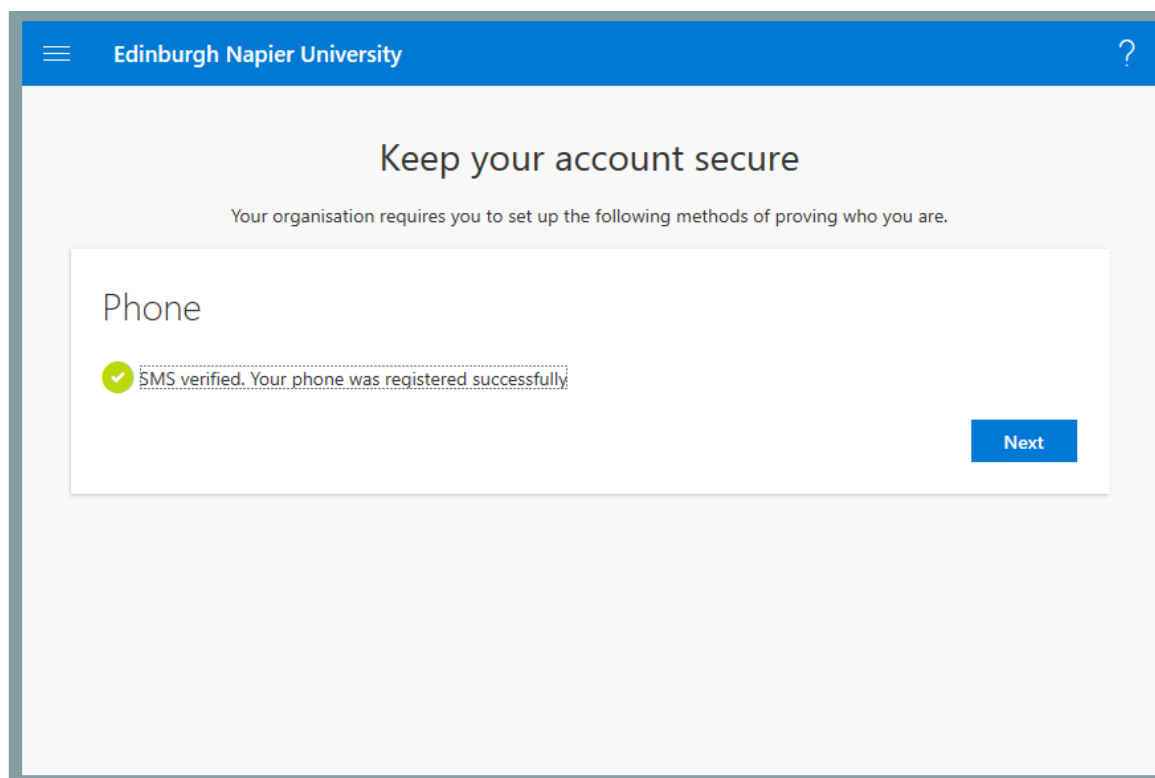 Edinburgh Napier University
?
Keep your account secure
Your organisation requires you to set up the following methods of proving who you are.
Phone
SMS verified. Your phone was registered successfully
Next